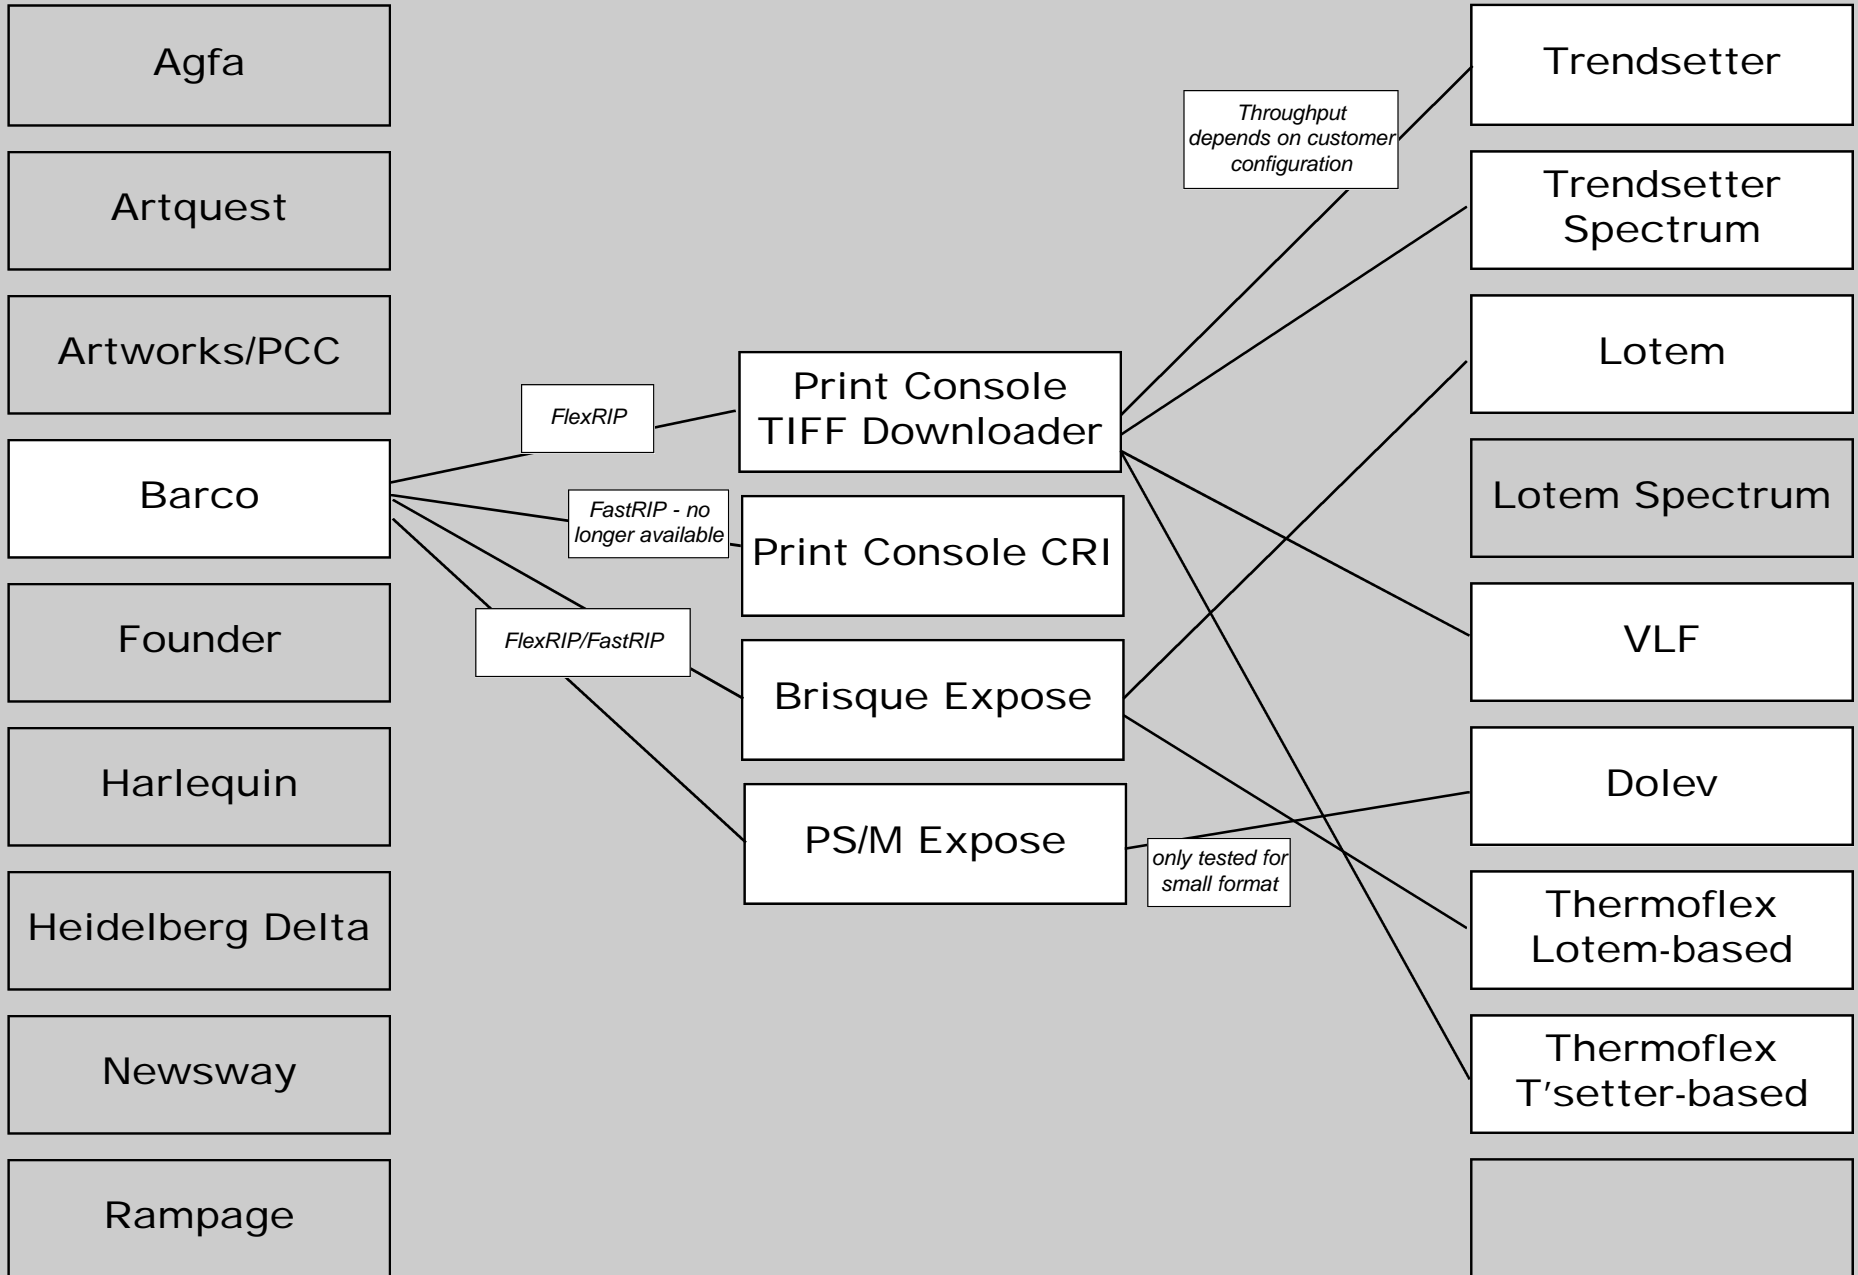 Agfa
Artquest
Artworks/PCC
Barco
Founder
Harlequin
Heidelberg Delta
Newsway
Rampage
FlexRIP
FastRIP - no
longer available
FlexRIP/FastRIP
Print Console
TIFF Downloader
Print Console CRI
Brisque Expose
PS/M Expose
Throughput
depends on customer
configuration
only tested for
small format
Trendsetter
Trendsetter
Spectrum
Lotem
Lotem Spectrum
VLF
Dolev
Thermoflex
Lotem-based
Thermoflex
T'setter-based